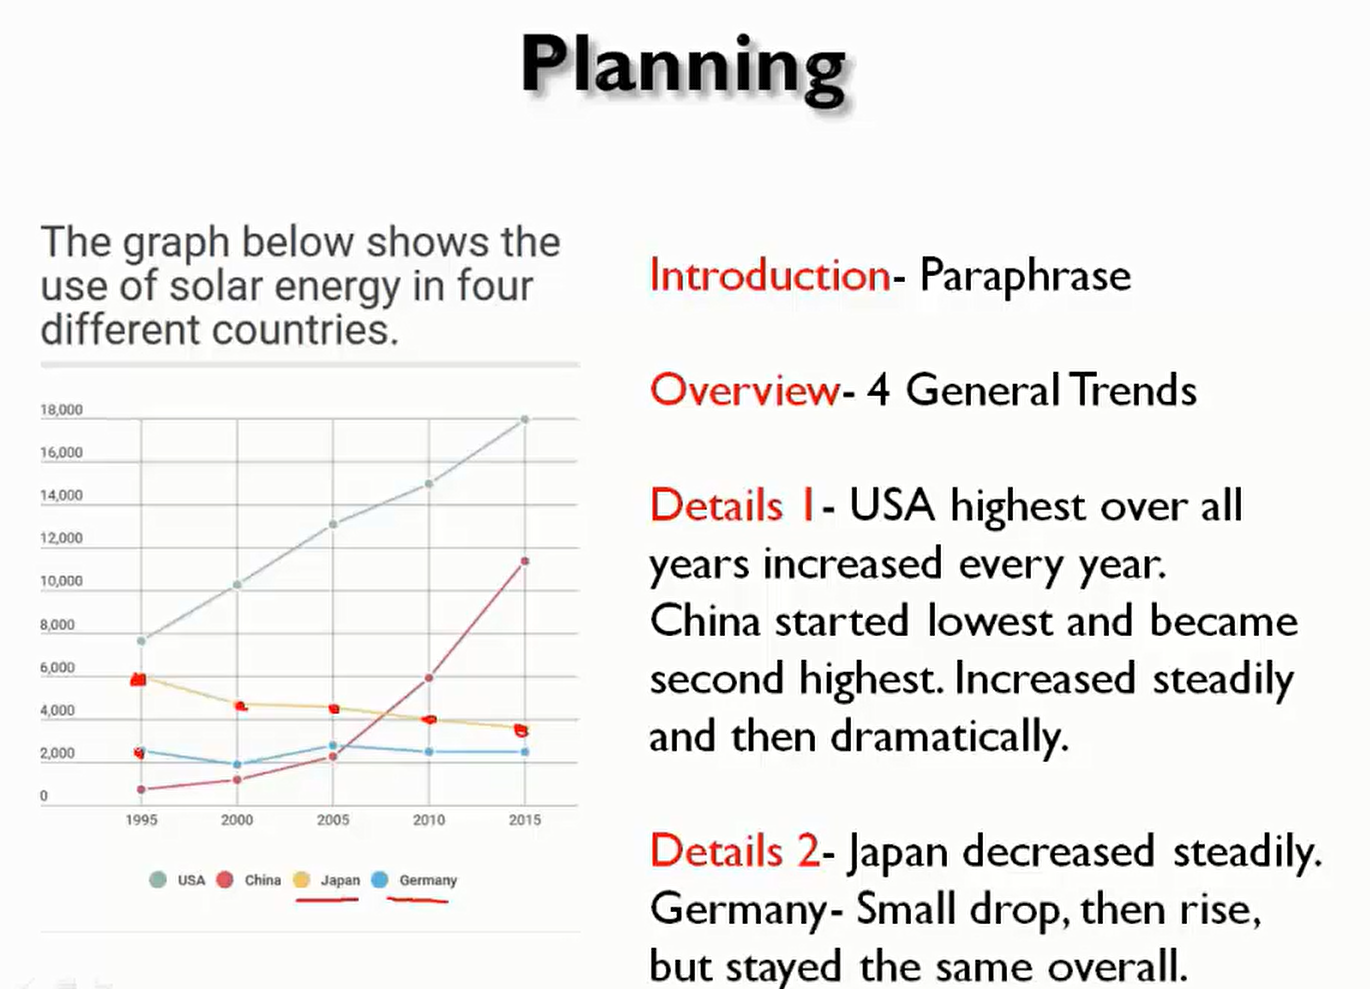 Planning
The graph below shows the
use of solar energy in four
different countries.
18,000
16,000
14,000
12,000
10,000
8,000
6,000
4,000
2,000
0
1995 2000 2005 2010 2015
USA China Japan Germany
Introduction- Paraphrase
Overview- 4 General Trends
Details 1- USA highest over all
years increased every year.
China started lowest and became
second highest. Increased steadily
and then dramatically.
Details 2- Japan decreased steadily.
Germany- Small drop, then rise,
but stayed the same overall.